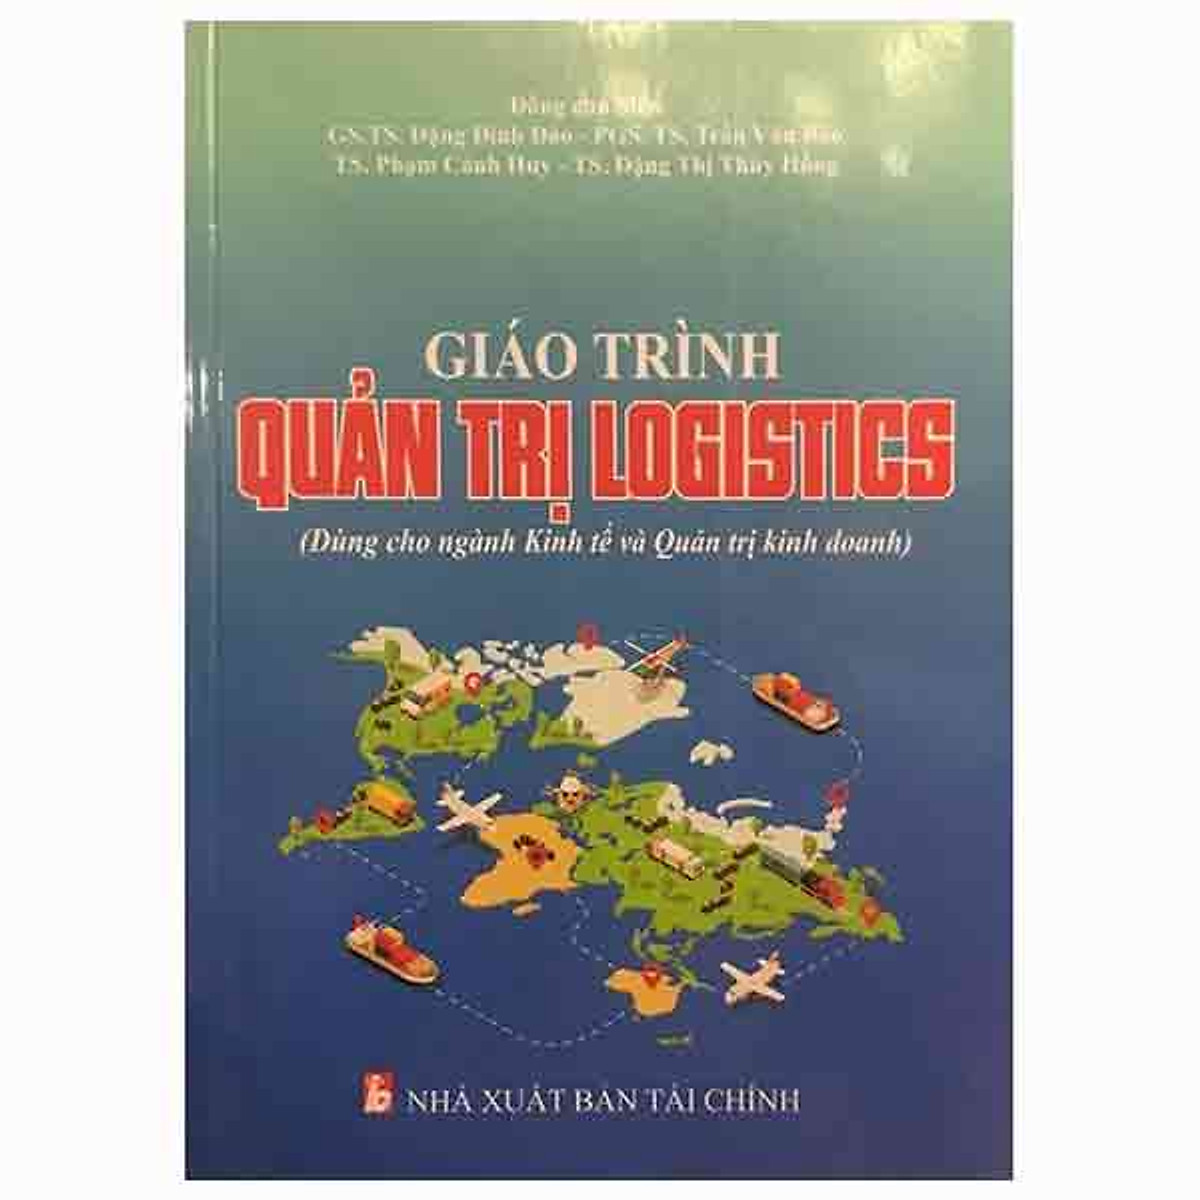 Đồng chủ biên
GS.TS. Đặng Đình Đào - PGS. TS. Trần Văn Bão
TS. Phạm Cảnh Huy - TS. Đặng Thị Thúy Hồng
GIÁO TRÌNH
QUẢN TRỊ LOGISTICS
(Dùng cho ngành Kinh tế và Quản trị kinh doanh)
NHÀ XUẤT BẢN TÀI CHÍNH